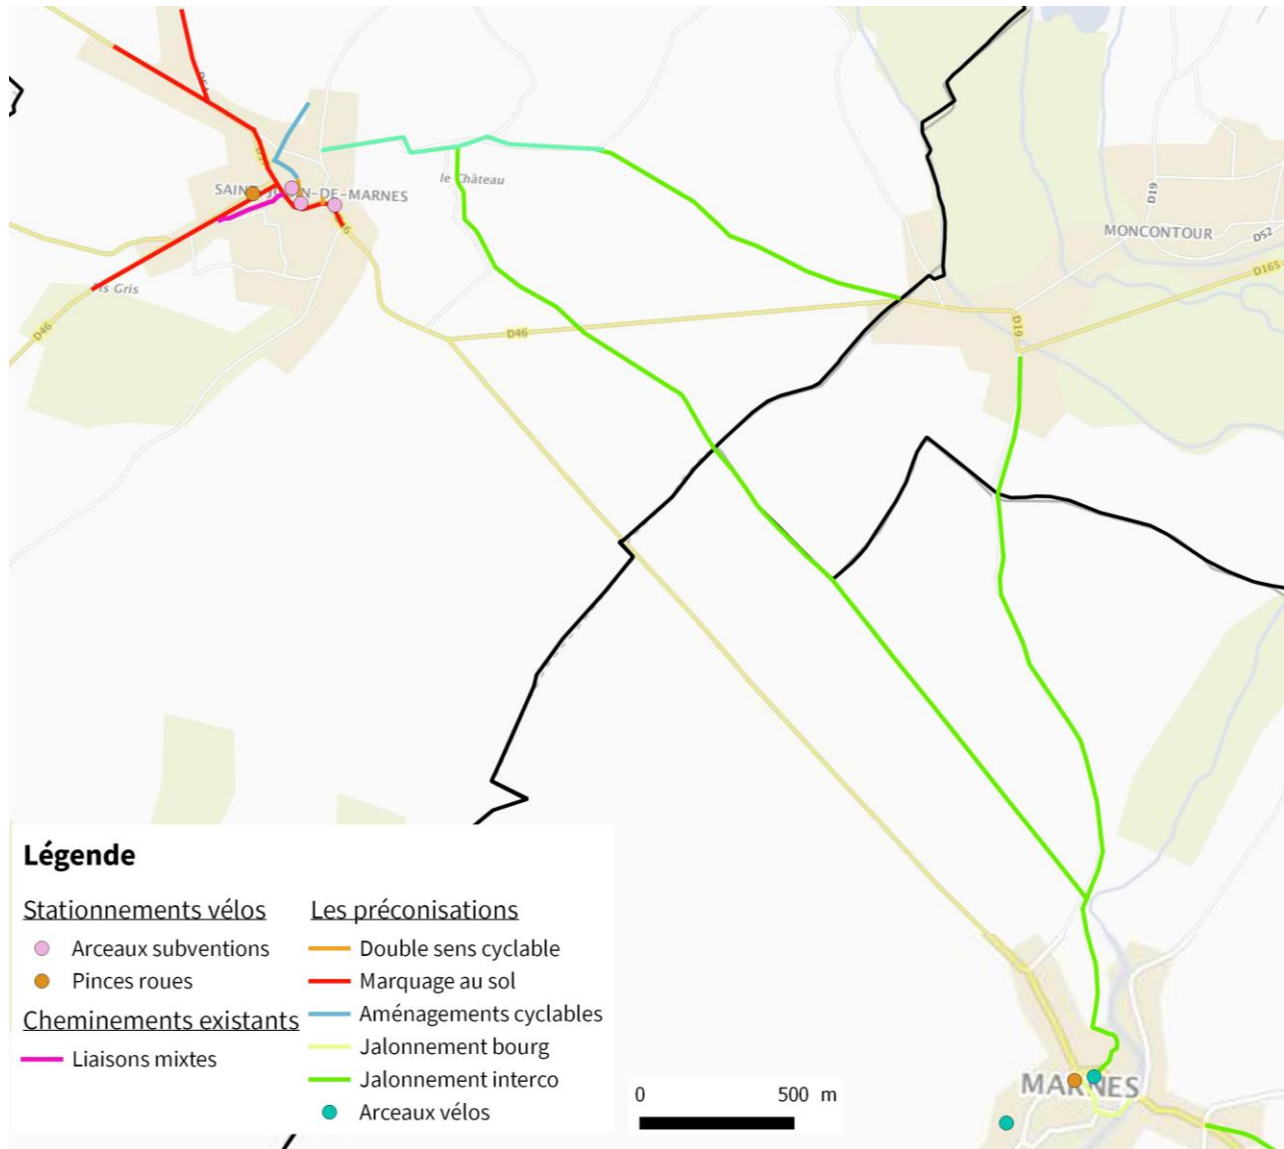 le Château
D19
SAINT-JOUIN-DE-MARNES
MONCONTOUR
D52
D165
D46
D46
D19
MARNES
Légende
Stationnements vélos
Arceaux subventions
Pinces roues
Cheminements existants
Liaisons mixtes
Les préconisations
Double sens cyclable
Marquage au sol
Aménagements cyclables
Jalonnement bourg
Jalonnement interco
Arceaux vélos
0 500 m